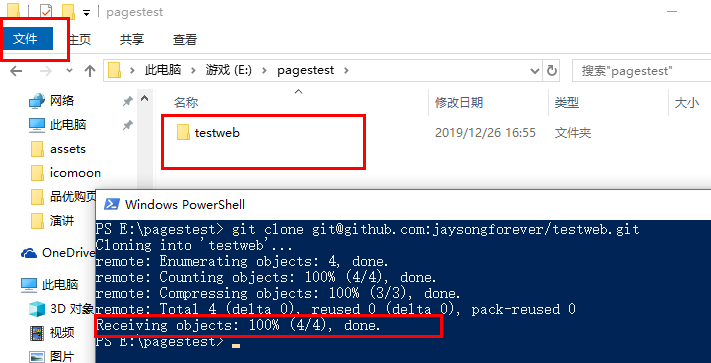 pagestest
文件
主页
共享
查看
此电脑
游戏 (E:)
pagestest
搜索"pagestest"
网络
此电脑
assets
icomoon
品优购页
演讲
OneDrive
此电脑
3D 对象
视频
图片
名称
修改日期
类型
大小
testweb
2019/12/26 16:55
文件夹
Windows PowerShell
PS E:\pagestest> git clone git@github.com:jaysongforever/testweb.git
Cloning into 'testweb'...
remote: Enumerating objects: 4, done.
remote: Counting objects: 100% (4/4), done.
remote: Compressing objects: 100% (3/3), done.
remote: Total 4 (delta 0), reused 0 (delta 0), pack-reused 0
Receiving objects: 100% (4/4), done.
PS E:\pagestest>